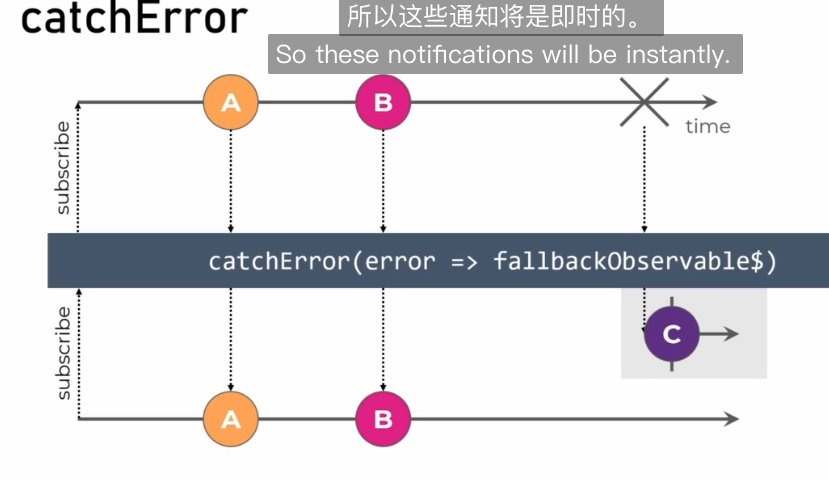 catchError
所以这些通知将是即时的。
So these notifications will be instantly.
A
B
time
subscribe
catchError(error => fallbackObservable$)
subscribe
C
A
B